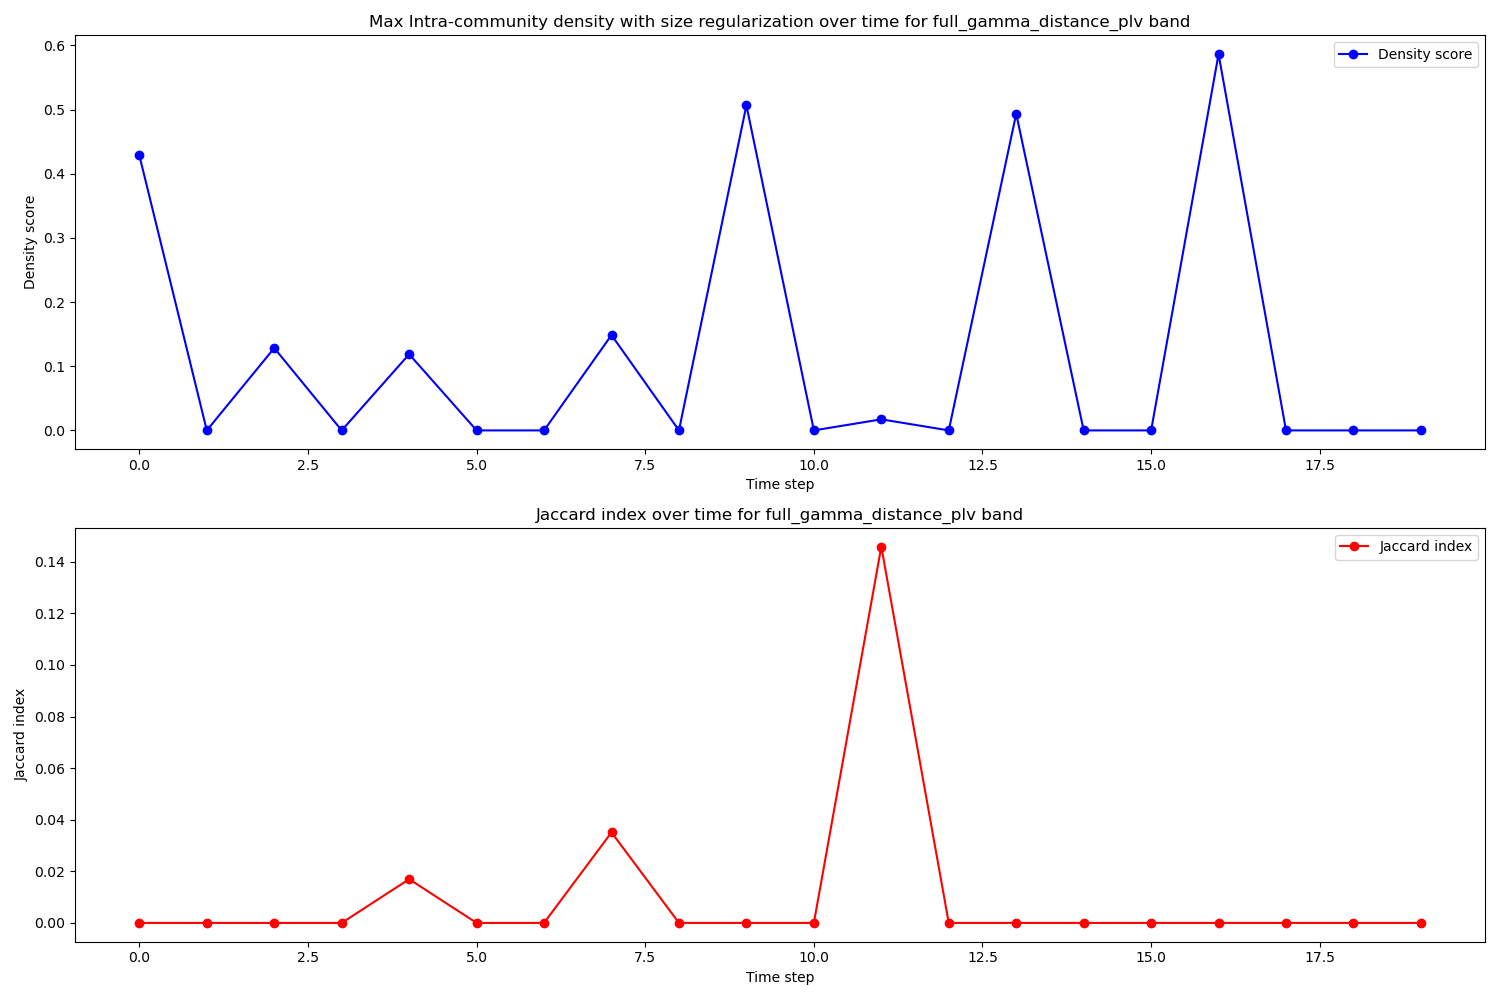 Max Intra-community density with size regularization over time for full_gamma_distance_plv band
Density score
0.6
0.5
0.4
0.3
0.2
0.1
0.0
Density score
0.0 2.5 5.0 7.5 10.0 12.5 15.0 17.5
Time step
Jaccard index over time for full_gamma_distance_plv band
Jaccard index
0.14
0.12
0.10
0.08
0.06
0.04
0.02
0.00
Jaccard index
0.0 2.5 5.0 7.5 10.0 12.5 15.0 17.5
Time step